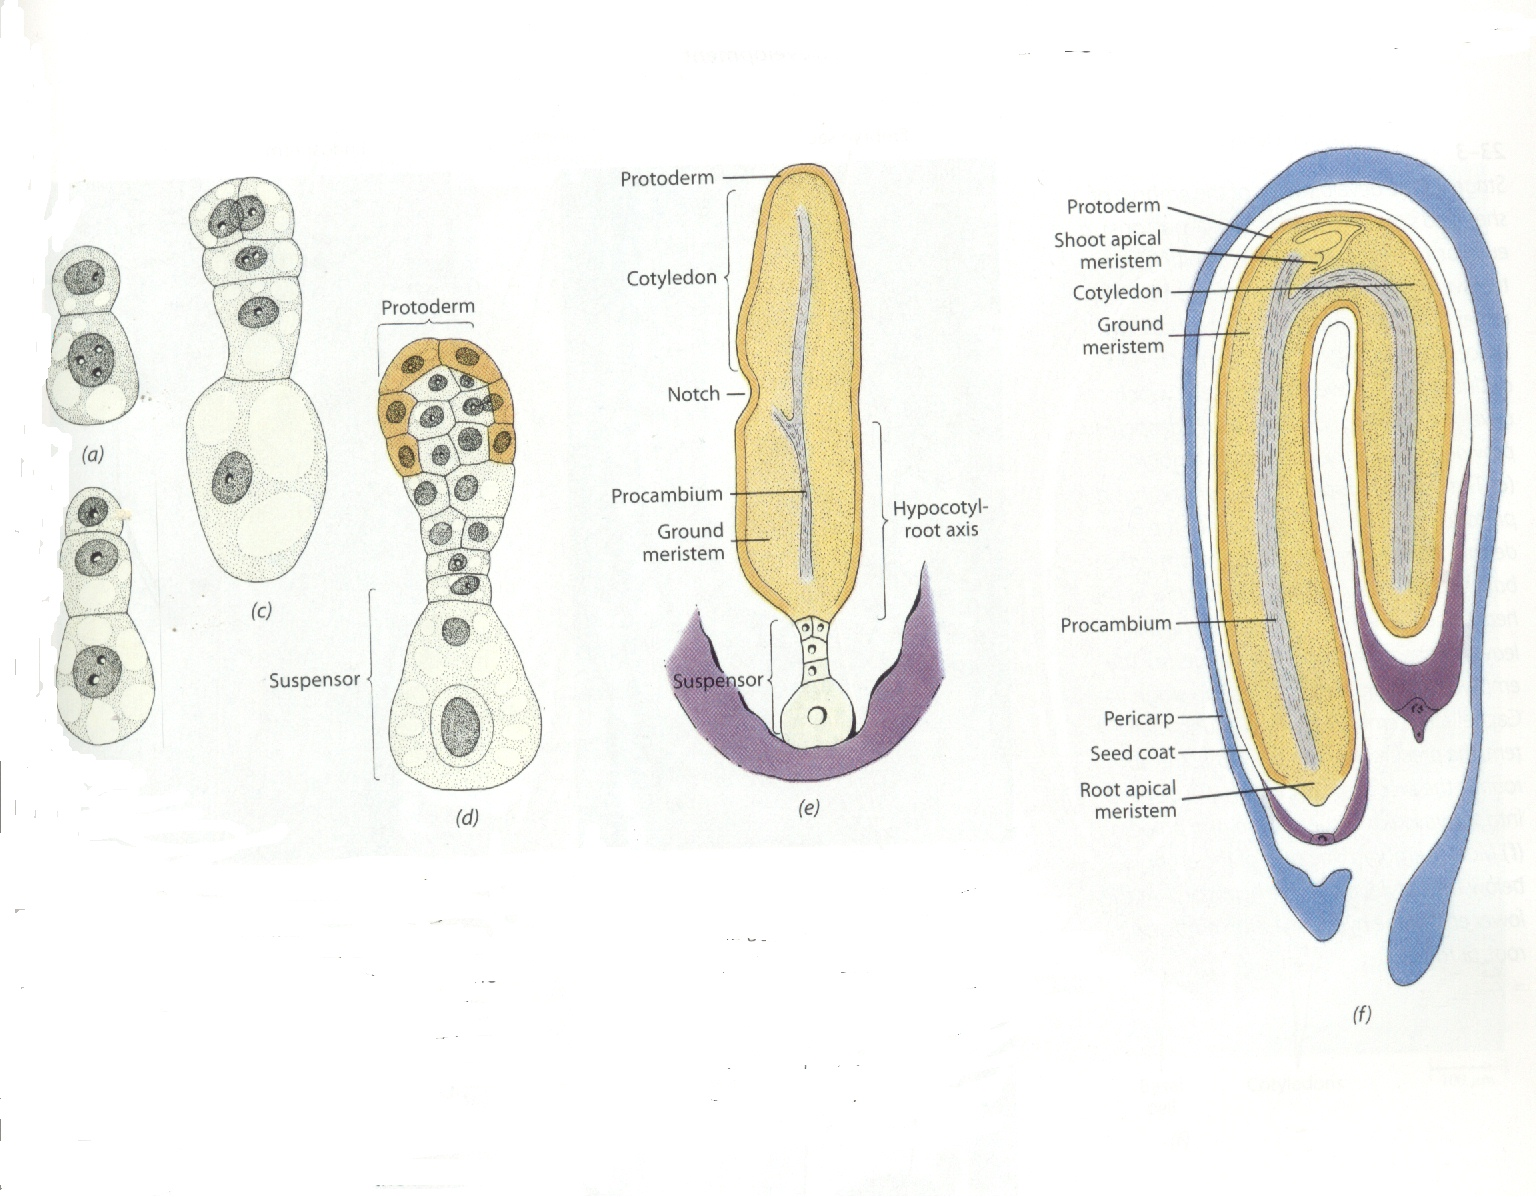 (a)
(c)
Protoderm
Suspensor
(d)
Protoderm
Cotyledon
Notch
Procambium
Ground
meristem
Hypocotyl-
root axis
Suspensor
(e)
Protoderm
Shoot apical
meristem
Cotyledon
Ground
meristem
Procambium
Pericarp
Seed coat
Root apical
meristem
(f)